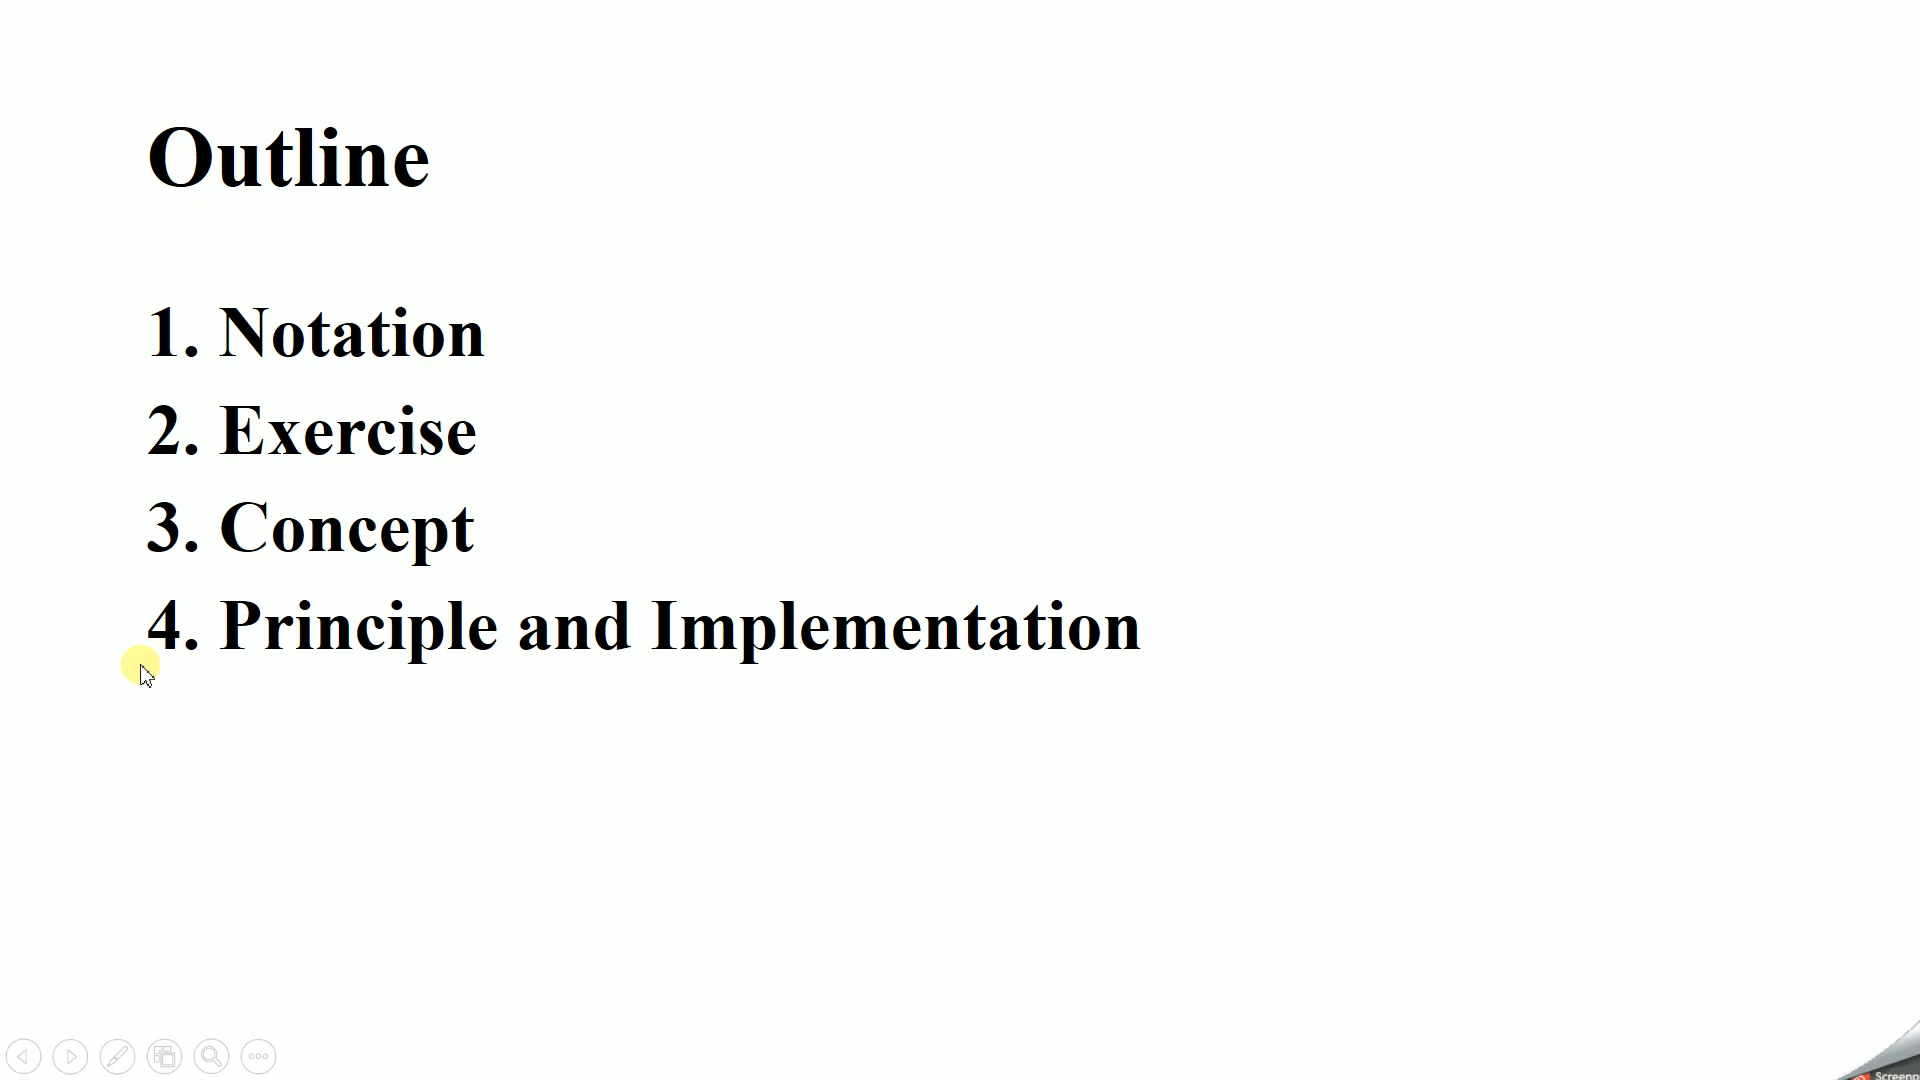 Outline
1. Notation
2. Exercise
3. Concept
4. Principle and Implementation